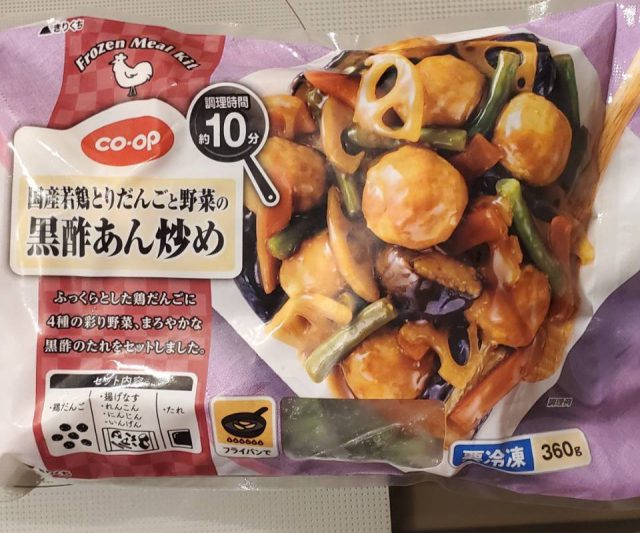 ▲きりくち
Frozen Meal Kit
調理時間
約10分
co·op
国産若鶏とりだんごと野菜の
黒酢あん炒め
ふっくらとした鶏だんごに
4種の彩り野菜、まろやかな
黒酢のたれをセットしました。
セット内容
・鶏だんご
・揚げなす
・れんこん
・にんじん
・いんげん
・たれ
フライパンで
調理例
要冷凍
360g